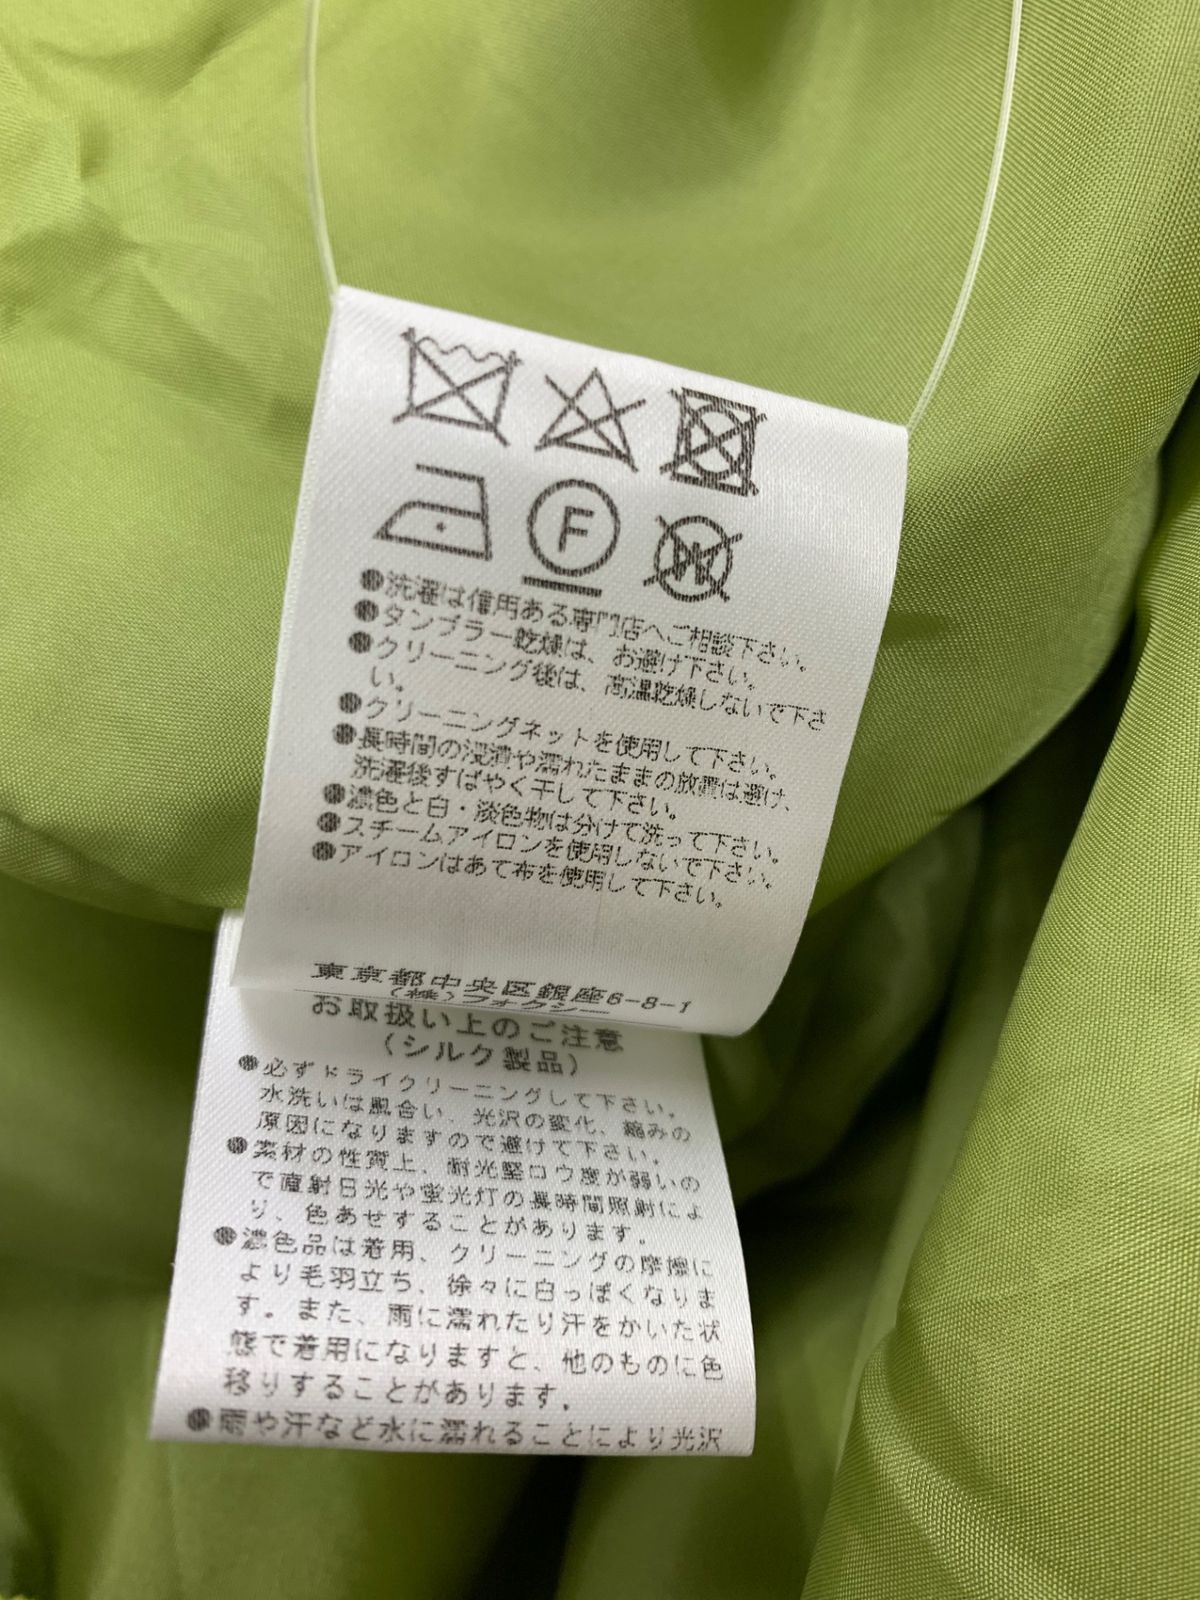 F
W
●洗濯は信用ある専門店へご相談下さい。
●タンブラー乾燥は、お避け下さい。
●クリーニング後は、高温乾燥しないで下さ
い。
●クリーニングネットを使用して下さい。
●長時間の浸漬や濡れたままの放置は避け、
洗濯後すばやく干して下さい。
●濃色と白・淡色物は分けて洗って下さい。
●スチームアイロンを使用しないで下さい。
●アイロンはあて布を使用して下さい。
東京都中央区銀座6-8-1
(株)フォクシー
お取扱い上のご注意
(シルク製品)
●必ずドライクリーニングして下さい。
水洗いは風合い、光沢の変化、縮みの
原因になりますので避けて下さい。
●素材の性質上、耐光堅ロウ度が弱いの
で直射日光や蛍光灯の長時間照射によ
り、色あせすることがあります。
●濃色品は着用、クリーニングの摩擦に
より毛羽立ち、徐々に白っぽくなりま
す。また、雨に濡れたり汗をかいた状
態で着用になりますと、他のものに色
移りすることがあります。
●雨や汗など水に濡れることにより光沢